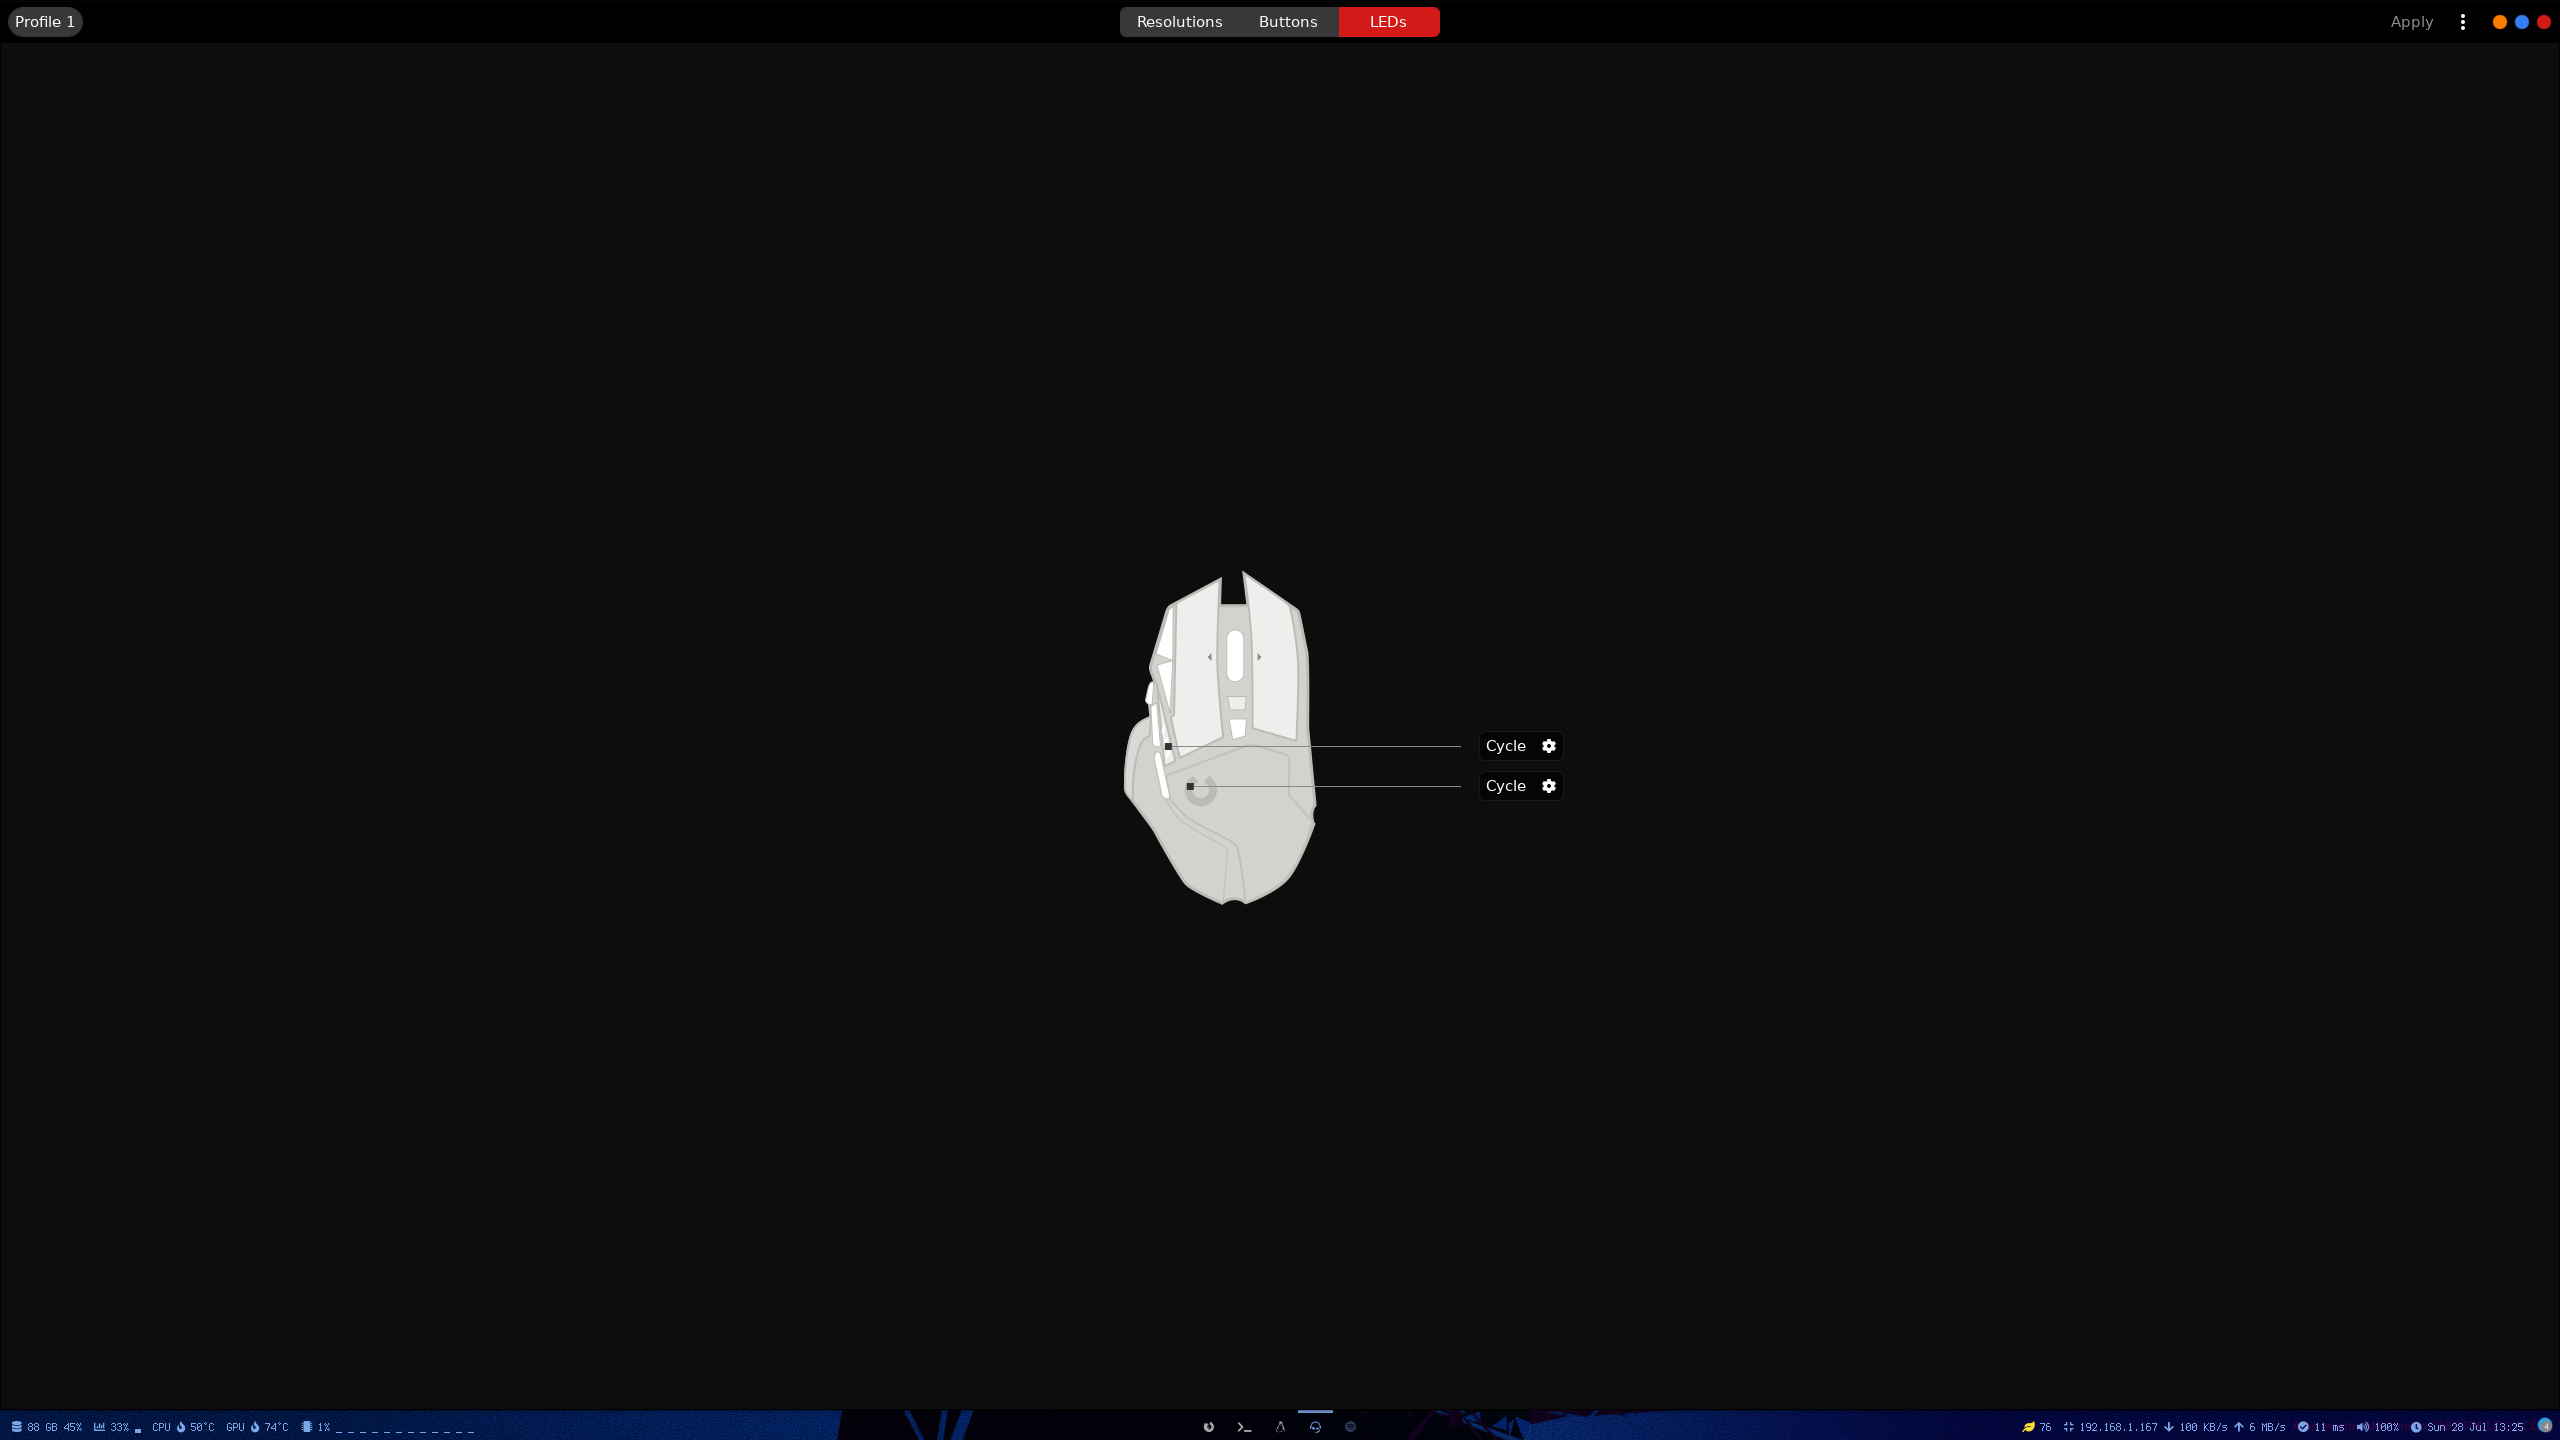 Profile 1 Resolutions Buttons LEDs Apply
Cycle
Cycle
88 GB 45% 33% CPU 50°C GPU 74°C 1% 76 192.168.1.167 100 KB/s 6 MB/s 11 ms 100% Sun 28 Jul 13:25 4